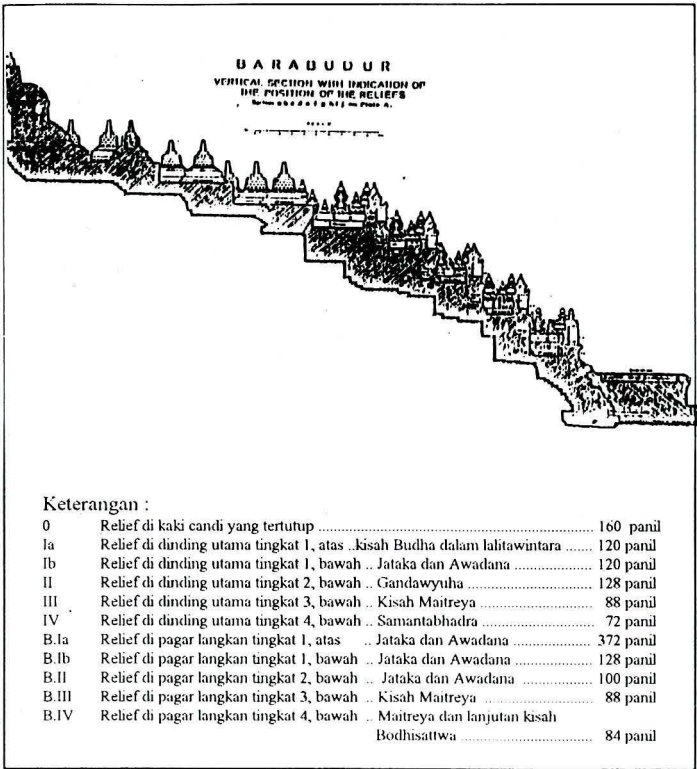 BARABUDUR
VERTICAL SECTION WITH INDICATION OF
THE POSITION OF THE RELIEFS
Keterangan :
0 Relief di kaki candi yang tertutup ........ 160 panil
Ia Relief di dinding utama tingkat 1, atas ..kisah Budha dalam lalitawintara ....... 120 panil
Ib Relief di dinding utama tingkat 1, bawah .. Jataka dan Awadana ........ 120 panil
II Relief di dinding utama tingkat 2, bawah .. Gandawyuha ........ 128 panil
III Relief di dinding utama tingkat 3, bawah .. Kisah Maitreya ........ 88 panil
IV Relief di dinding utama tingkat 4, bawah .. Samantabhadra ........ 72 panil
B.Ia Relief di pagar langkan tingkat 1, atas .. Jataka dan Awadana ........ 372 panil
B.Ib Relief di pagar langkan tingkat 1, bawah .. Jataka dan Awadana ........ 128 panil
B.II Relief di pagar langkan tingkat 2, bawah .. Jataka dan Awadana ........ 100 panil
B.III Relief di pagar langkan tingkat 3, bawah .. Kisah Maitreya ........ 88 panil
B.IV Relief di pagar langkan tingkat 4, bawah .. Maitreya dan lanjutan kisah
Bodhisattwa ........ 84 panil